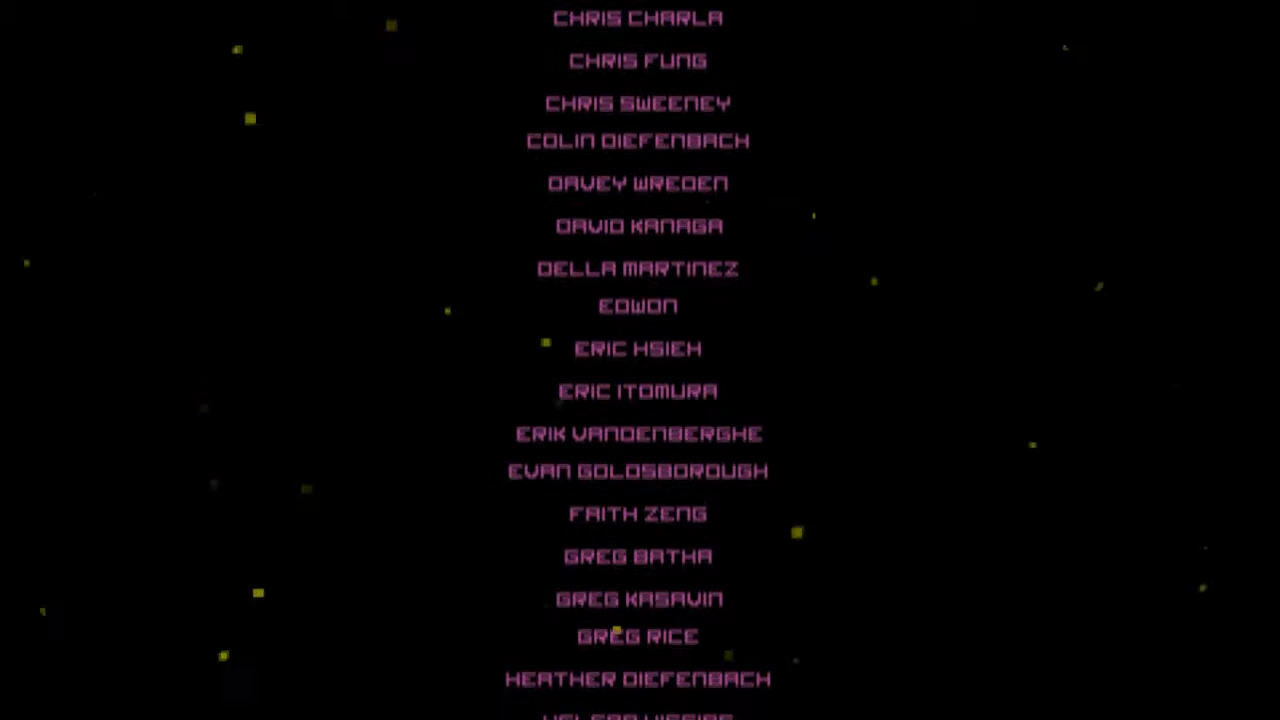 CHRIS CHARLA
CHRIS FUNG
CHRIS SWEENEY
COLIN DIEFENBACH
DAVEY WREDEN
DAVID KANAGA
DELLA MARTINEZ
EDWON
ERIC HSIEH
ERIC ITOMURA
ERIK VANDENBERGHE
EVAN GOLDSBOROUGH
FAITH ZENG
GREG BATHA
GREG KASAVIN
GREG RICE
HEATHER DIEFENBACH